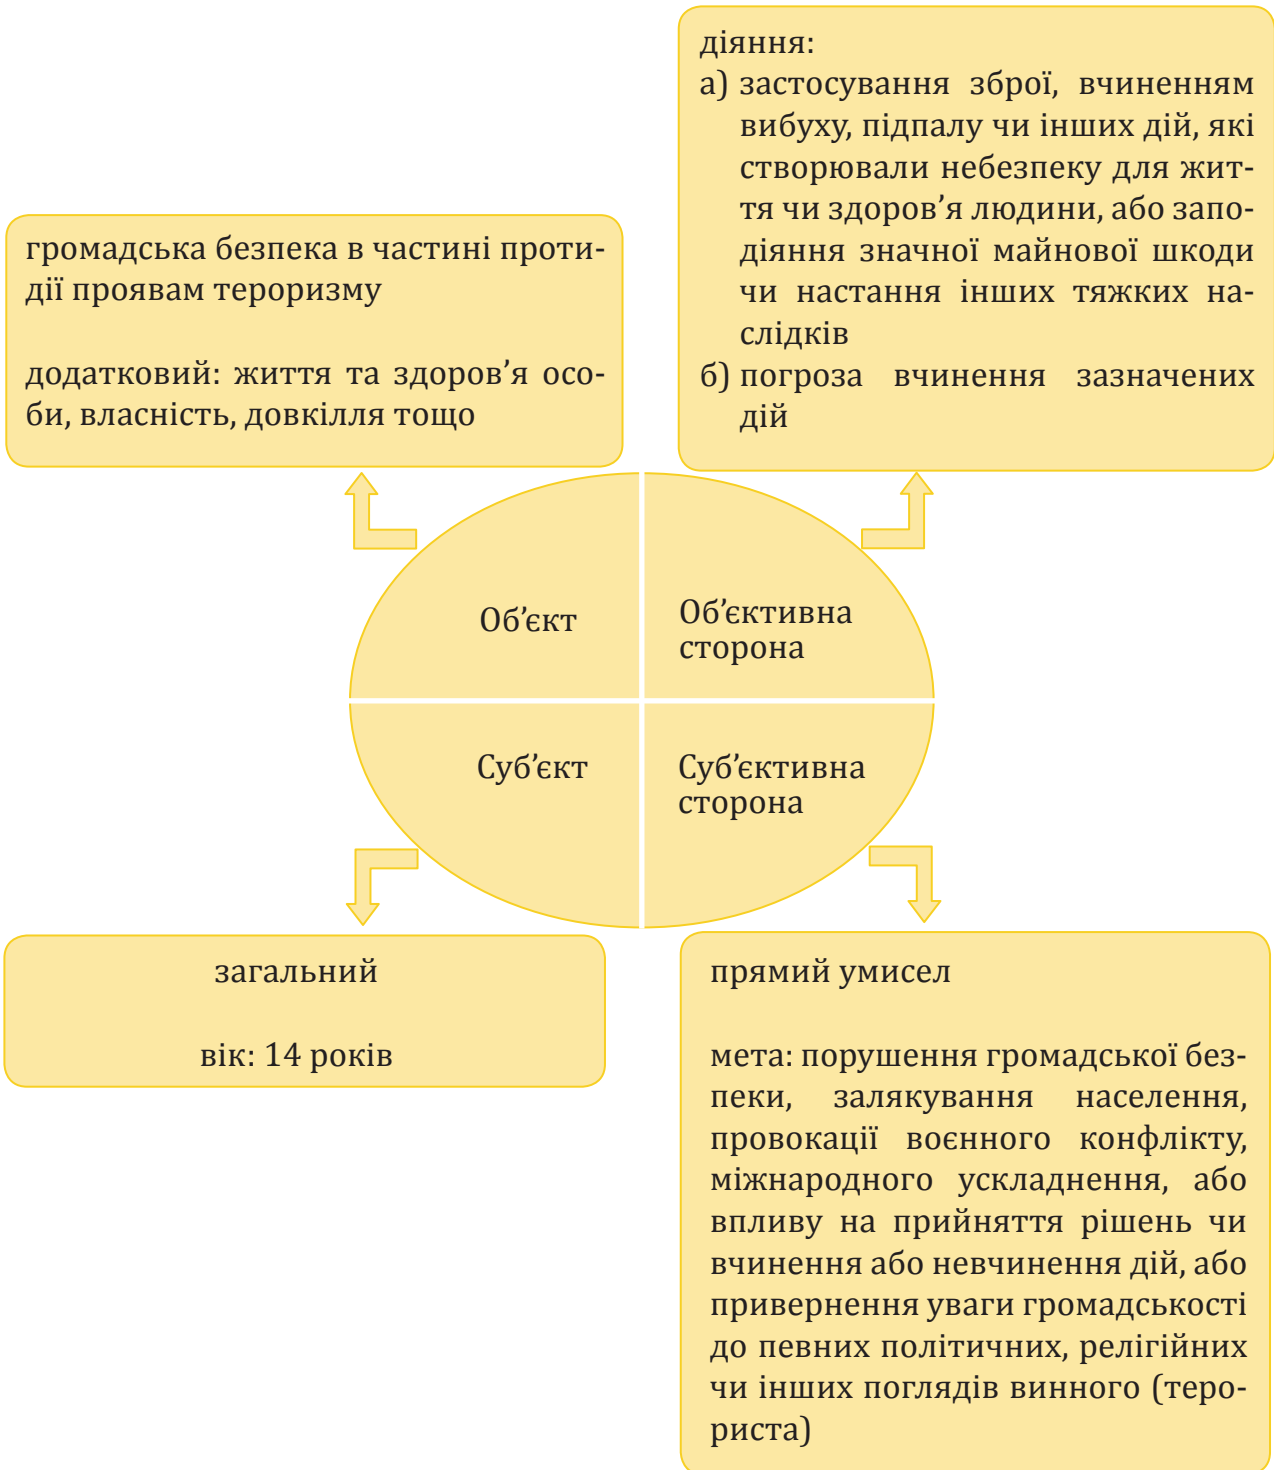 громадська безпека в частині проти-
дії проявам тероризму
додатковий: життя та здоров’я осо-
би, власність, довкілля тощо
діяння:
а) застосування зброї, вчиненням
вибуху, підпалу чи інших дій, які
створювали небезпеку для жит-
тя чи здоров’я людини, або запо-
діяння значної майнової шкоди
чи настання інших тяжких на-
слідків
б) погроза вчинення зазначених
дій
Об’єкт
Об’єктивна
сторона
Суб’єкт
Суб’єктивна
сторона
загальний
вік: 14 років
прямий умисел
мета: порушення громадської без-
пеки, залякування населення,
провокації воєнного конфлікту,
міжнародного ускладнення, або
впливу на прийняття рішень чи
вчинення або невчинення дій, або
привернення уваги громадськості
до певних політичних, релігійних
чи інших поглядів винного (теро-
риста)